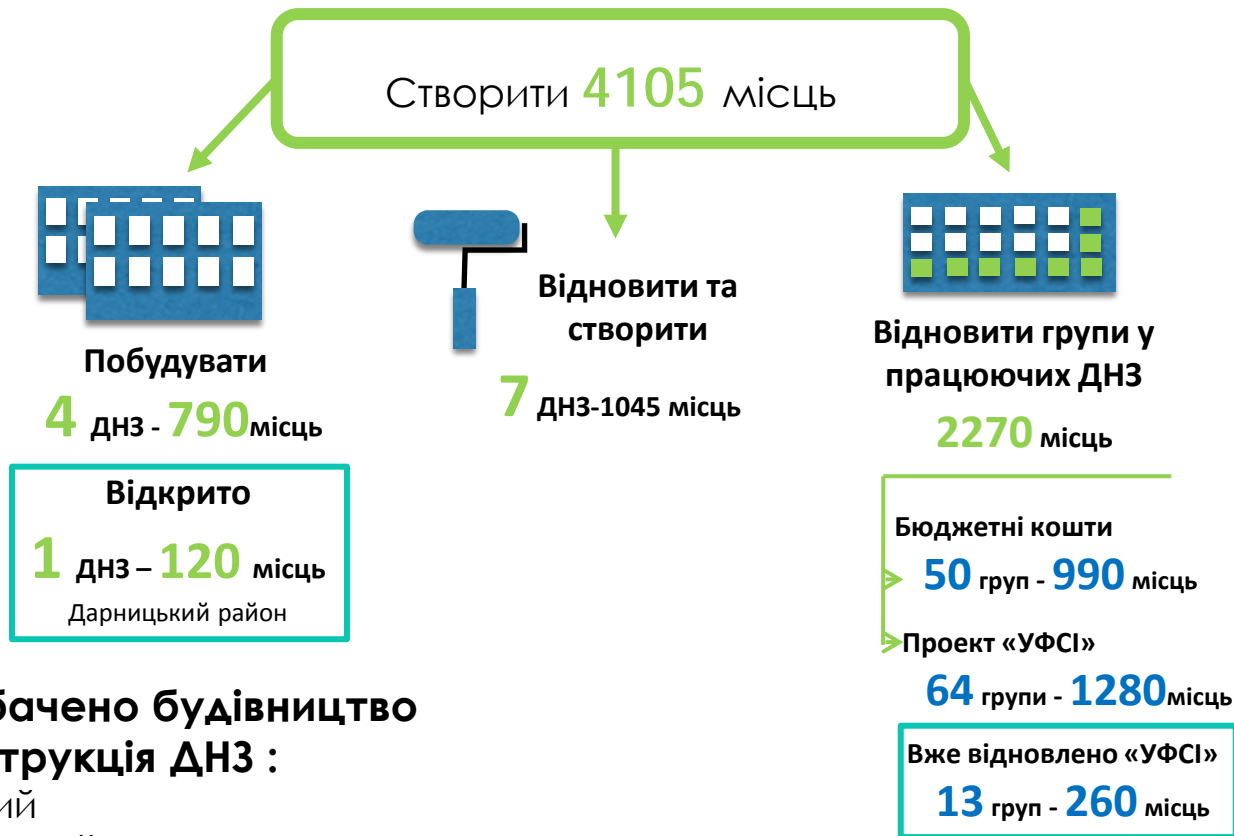 Створити 4105 місць
Побудувати
4 ДНЗ - 790місць
Відкрито
1 ДНЗ – 120 місць
Дарницький район
Відновити та
створити
7 ДНЗ-1045 місць
Відновити групи у
працюючих ДНЗ
2270 місць
Бюджетні кошти
50 груп - 990 місць
Проект «УФСІ»
64 групи - 1280місць
Вже відновлено «УФСІ»
13 груп - 260 місць
бачено будівництво
трукція ДНЗ :
ий